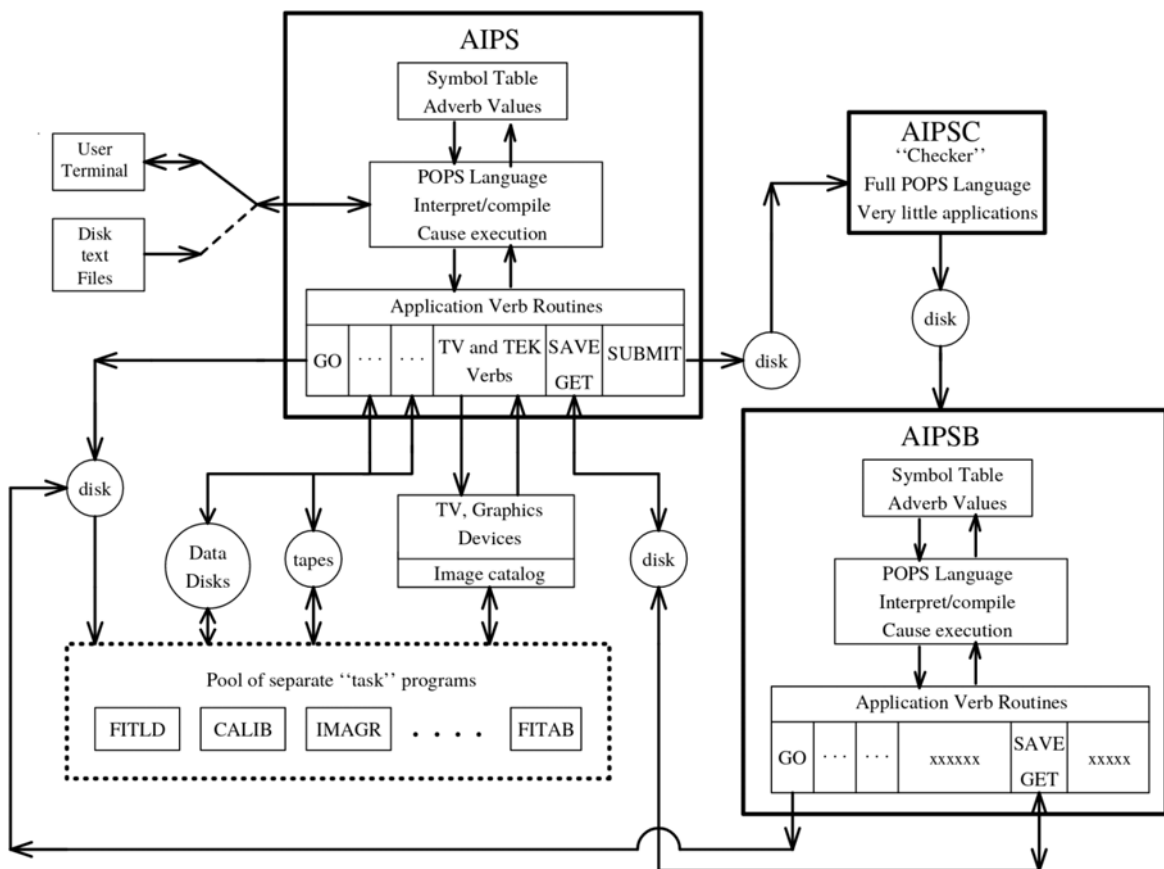 AIPS
Symbol Table
Adverb Values
User
Terminal
POPS Language
Interpret/compile
Cause execution
Disk
text
Files
Application Verb Routines
GO
. . .
. . .
TV and TEK
Verbs
SAVE
GET
SUBMIT
disk
AIPSC
‘‘Checker’’
Full POPS Language
Very little applications
disk
disk
Data
Disks
tapes
TV, Graphics
Devices
Image catalog
disk
Pool of separate ‘‘task’’ programs
FITLD
CALIB
IMAGR
. . . .
FITAB
AIPSB
Symbol Table
Adverb Values
POPS Language
Interpret/compile
Cause execution
Application Verb Routines
GO
. . .
. . .
xxxxxx
SAVE
GET
xxxxx